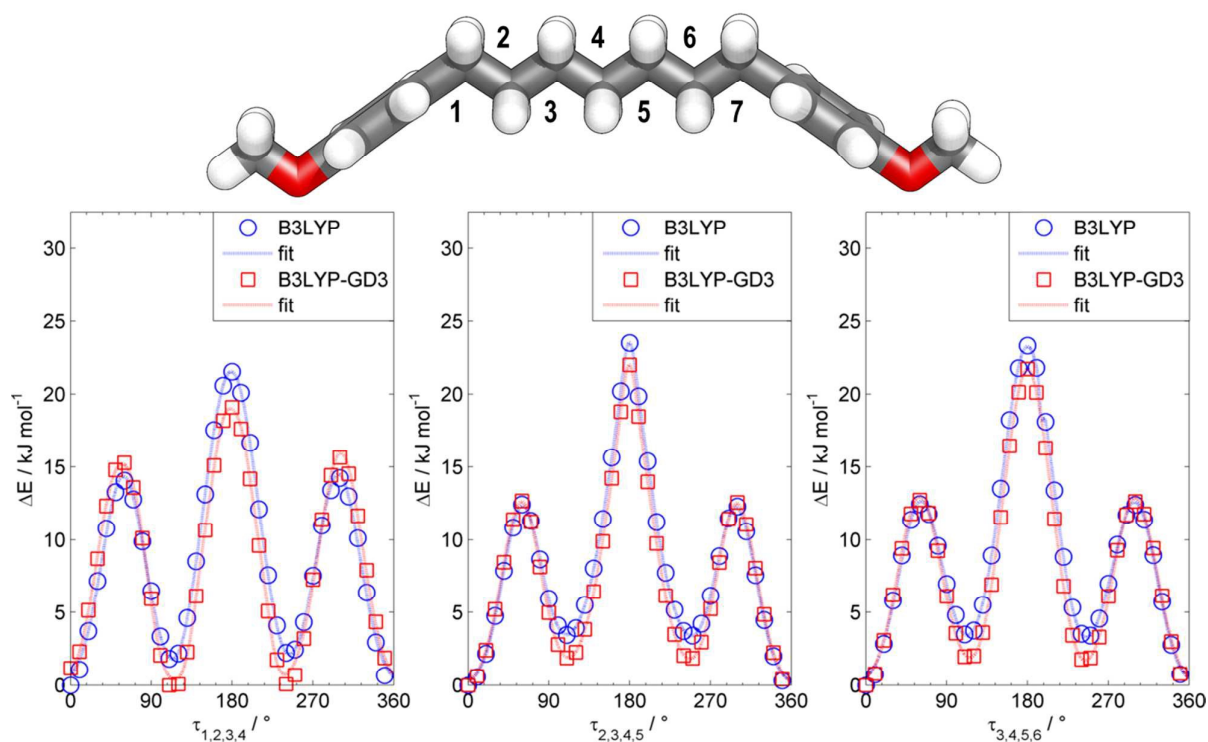 2 4 6
1 3 5 7
B3LYP
fit
B3LYP-GD3
fit
30
25
20
15
10
5
0
ΔE / kJ mol⁻¹
0 90 180 270 360
τ1,2,3,4 / °
B3LYP
fit
B3LYP-GD3
fit
30
25
20
15
10
5
0
ΔE / kJ mol⁻¹
0 90 180 270 360
τ2,3,4,5 / °
B3LYP
fit
B3LYP-GD3
fit
30
25
20
15
10
5
0
ΔE / kJ mol⁻¹
0 90 180 270 360
τ3,4,5,6 / °